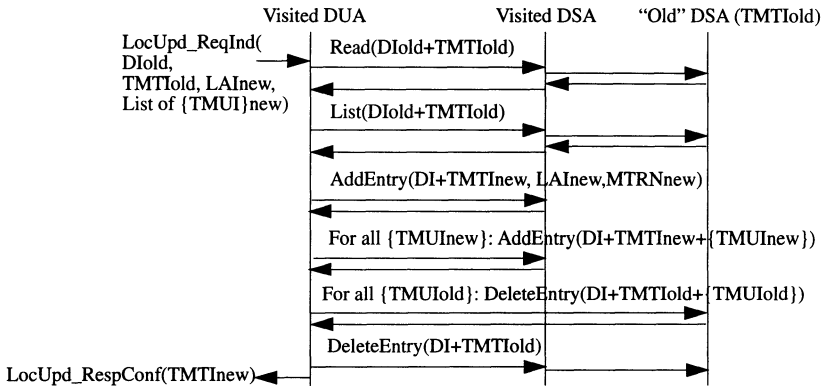 Visited DUA Visited DSA “Old” DSA (TMTIold)
LocUpd_ReqInd(
DIold,
TMTIold, LAInew,
List of {TMUI}new)
Read(DIold+TMTIold)
List(DIold+TMTIold)
AddEntry(DI+TMTInew, LAInew,MTRNnew)
For all {TMUInew}: AddEntry(DI+TMTInew+{TMUInew})
For all {TMUIold}: DeleteEntry(DI+TMTIold+{TMUIold})
DeleteEntry(DI+TMTIold)
LocUpd_RespConf(TMTInew)